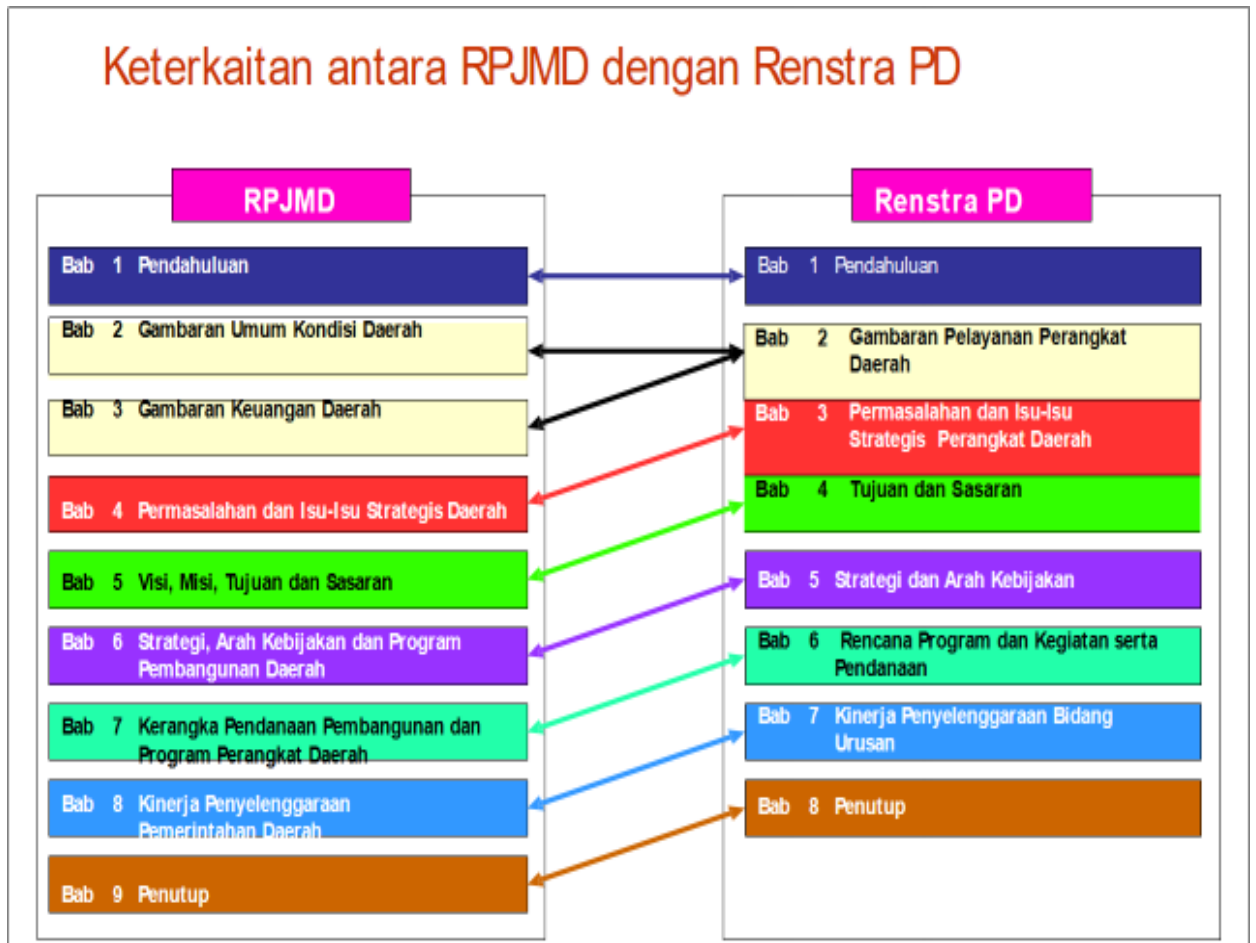 Keterkaitan antara RPJMD dengan Renstra PD
RPJMD
Bab 1 Pendahuluan
Bab 2 Gambaran Umum Kondisi Daerah
Bab 3 Gambaran Keuangan Daerah
Bab 4 Permasalahan dan Isu-Isu Strategis Daerah
Bab 5 Visi, Misi, Tujuan dan Sasaran
Bab 6 Strategi, Arah Kebijakan dan Program
Pembangunan Daerah
Bab 7 Kerangka Pendanaan Pembangunan dan
Program Perangkat Daerah
Bab 8 Kinerja Penyelenggaraan
Pemerintahan Daerah
Bab 9 Penutup
Renstra PD
Bab 1 Pendahuluan
Bab 2 Gambaran Pelayanan Perangkat
Daerah
Bab 3 Permasalahan dan Isu-Isu
Strategis Perangkat Daerah
Bab 4 Tujuan dan Sasaran
Bab 5 Strategi dan Arah Kebijakan
Bab 6 Rencana Program dan Kegiatan serta
Pendanaan
Bab 7 Kinerja Penyelenggaraan Bidang
Urusan
Bab 8 Penutup